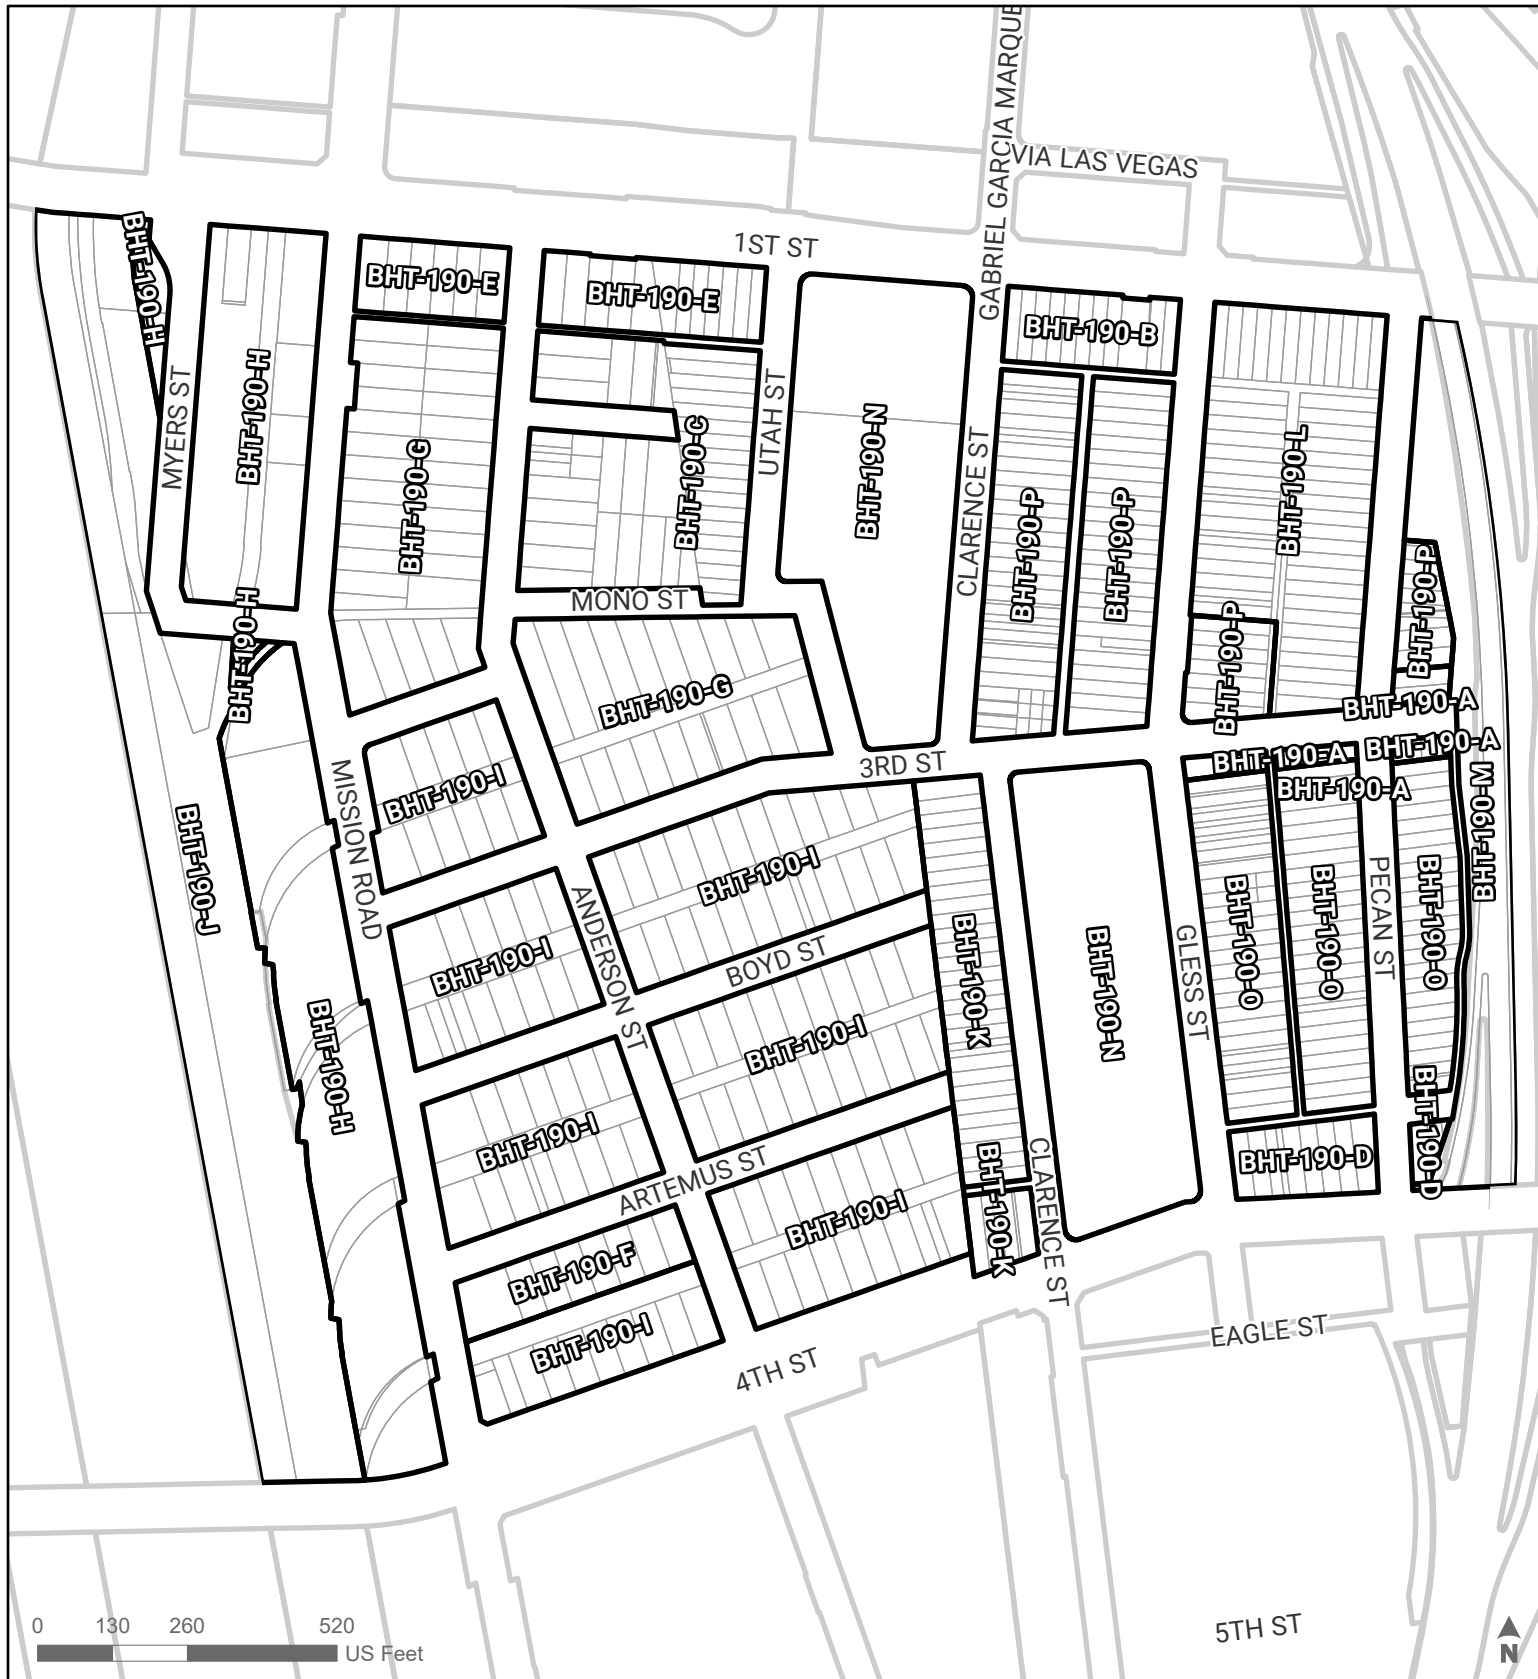 GABRIEL GARCIA MARQUE
VIA LAS VEGAS
1ST ST
BHT-190-H
BHT-190-E
BHT-190-E
BHT-190-B
MYERS ST
BHT-190-H
BHT-190-G
BHT-190-C
UTAH ST
BHT-190-N
CLARENCE ST
BHT-190-P
BHT-190-P
BHT-190-L
BHT-190-P
BHT-190-P
MONO ST
BHT-190-H
BHT-190-G
BHT-190-A
BHT-190-A
BHT-190-A
BHT-190-A
3RD ST
MISSION ROAD
BHT-190-I
BHT-190-M
BHT-190-J
BHT-190-I
ANDERSON ST
BHT-190-I
BOYD ST
BHT-190-K
BHT-190-N
GLESS ST
BHT-190-O
BHT-190-O
PECAN ST
BHT-190-O
BHT-190-H
BHT-190-I
BHT-190-I
ARTEMUS ST
BHT-190-D
BHT-190-D
BHT-190-K
CLARENCE ST
BHT-190-I
BHT-190-F
BHT-190-I
4TH ST
EAGLE ST
5TH ST
0 130 260 520
US Feet
N